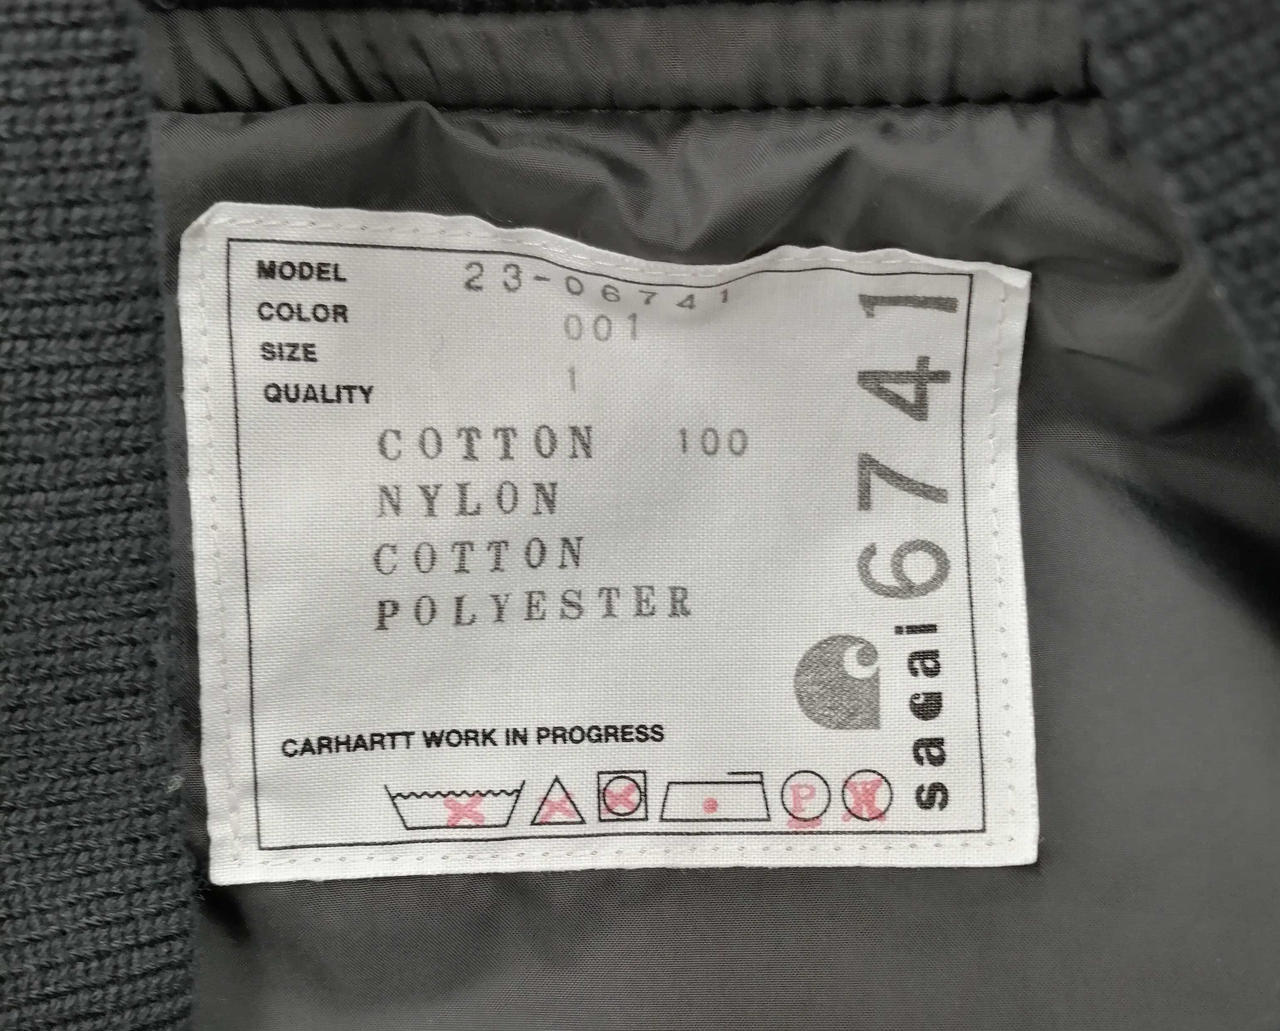 MODEL 23-06741
COLOR 001
SIZE 1
QUALITY
COTTON 100
NYLON
COTTON
POLYESTER
CARHARTT WORK IN PROGRESS
P
W
sacai 6741